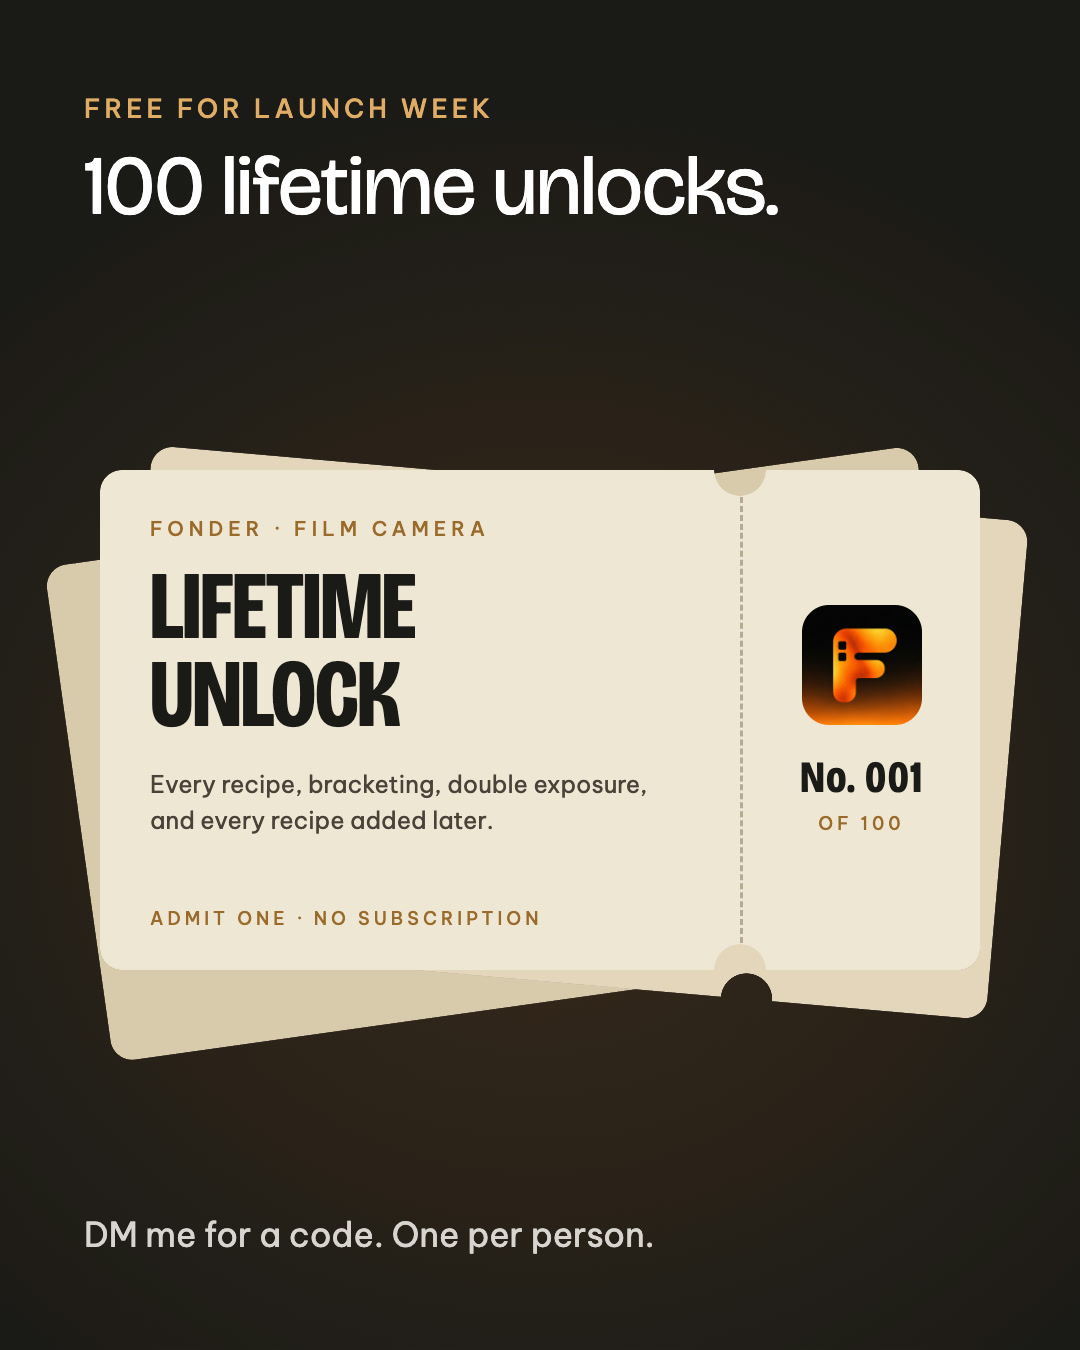 FREE FOR LAUNCH WEEK
100 lifetime unlocks.
FONDER · FILM CAMERA
LIFETIME
UNLOCK
Every recipe, bracketing, double exposure,
and every recipe added later.
ADMIT ONE · NO SUBSCRIPTION
F
No. 001
OF 100
DM me for a code. One per person.